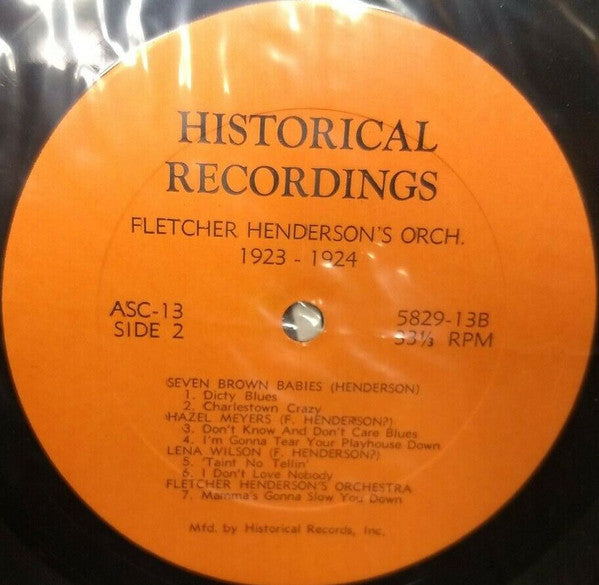 HISTORICAL
RECORDINGS
FLETCHER HENDERSON'S ORCH.
1923 - 1924
ASC-13
SIDE 2
5829-13B
33⅓ RPM
SEVEN BROWN BABIES (HENDERSON)
1. Dicty Blues
2. Charlestown Crazy
HAZEL MEYERS (F. HENDERSON?)
3. Don't Know And Don't Care Blues
4. I'm Gonna Tear Your Playhouse Down
LENA WILSON (F. HENDERSON?)
5. 'Taint No Tellin'
6. I Don't Love Nobody
FLETCHER HENDERSON'S ORCHESTRA
7. Mamma's Gonna Slow You Down
Mfd. by Historical Records, Inc.